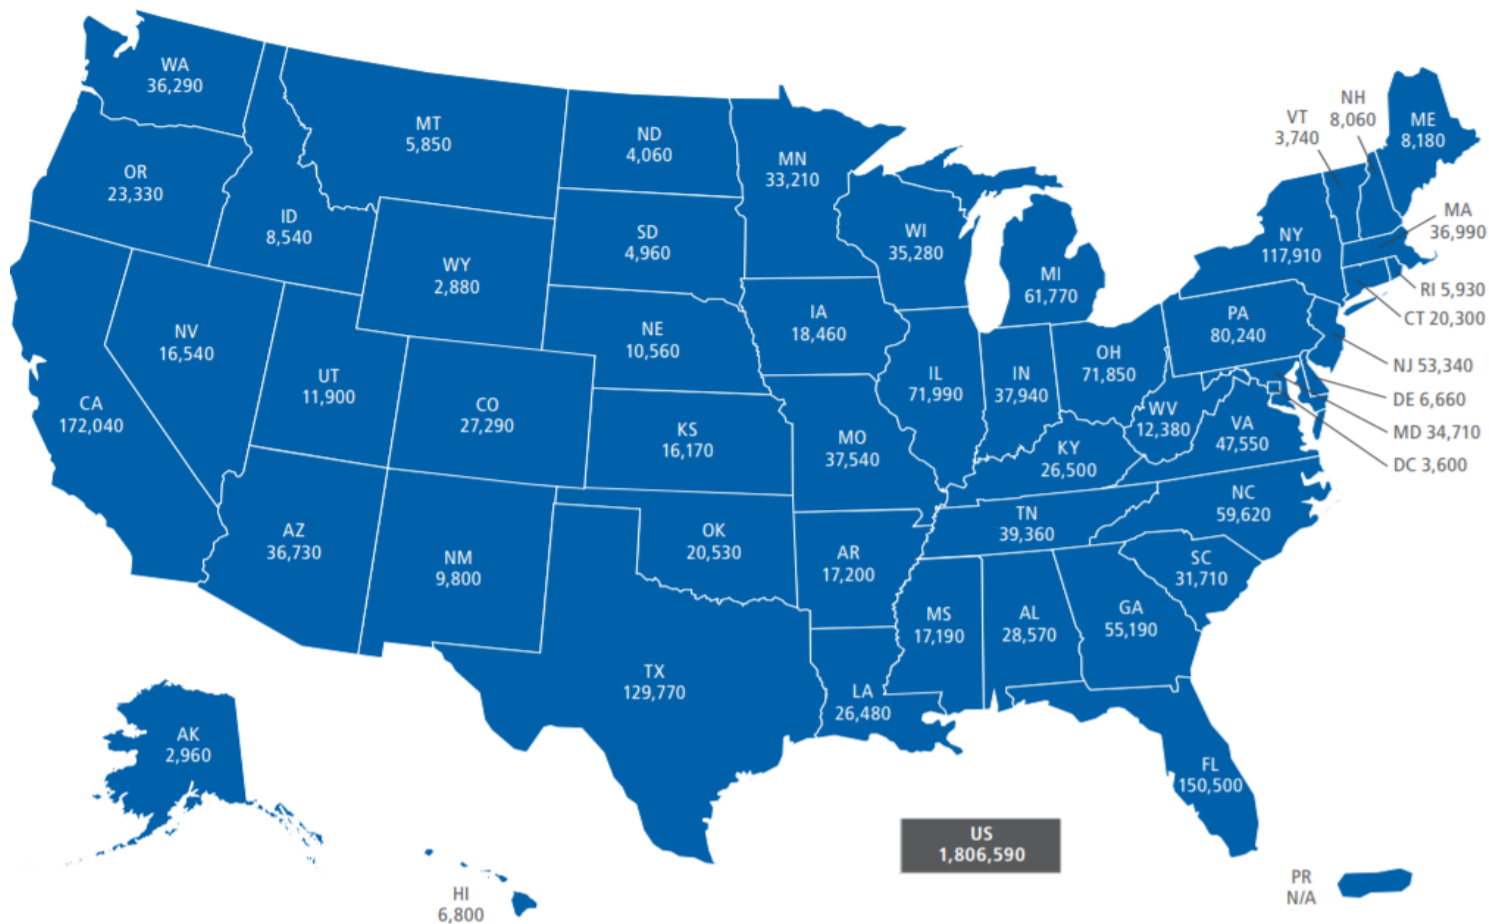 WA
36,290
MT
5,850
ND
4,060
MN
33,210
VT
3,740
NH
8,060
ME
8,180
OR
23,330
ID
8,540
SD
4,960
WI
35,280
MI
61,770
NY
117,910
MA
36,990
RI 5,930
CT 20,300
WY
2,880
NV
16,540
NE
10,560
IA
18,460
PA
80,240
NJ 53,340
DE 6,660
MD 34,710
DC 3,600
CA
172,040
UT
11,900
CO
27,290
KS
16,170
MO
37,540
IL
71,990
IN
37,940
OH
71,850
WV
12,380
VA
47,550
KY
26,500
AZ
36,730
NM
9,800
OK
20,530
AR
17,200
TN
39,360
NC
59,620
SC
31,710
MS
17,190
AL
28,570
GA
55,190
TX
129,770
LA
26,480
FL
150,500
AK
2,960
HI
6,800
US
1,806,590
PR
N/A